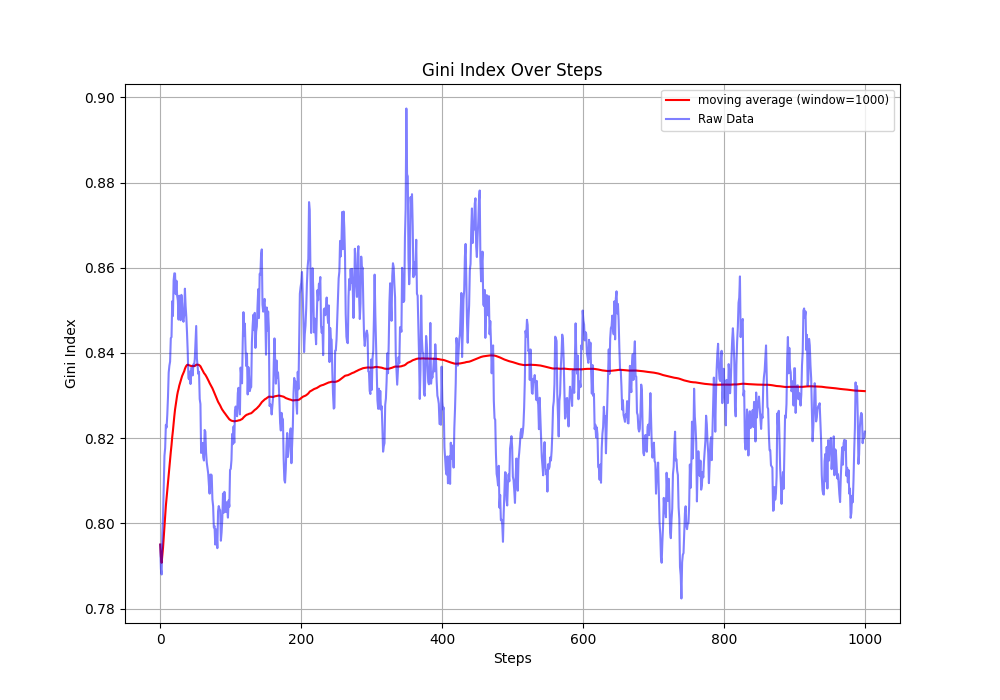 Gini Index Over Steps
moving average (window=1000)
Raw Data
Gini Index
0.90
0.88
0.86
0.84
0.82
0.80
0.78
0 200 400 600 800 1000
Steps